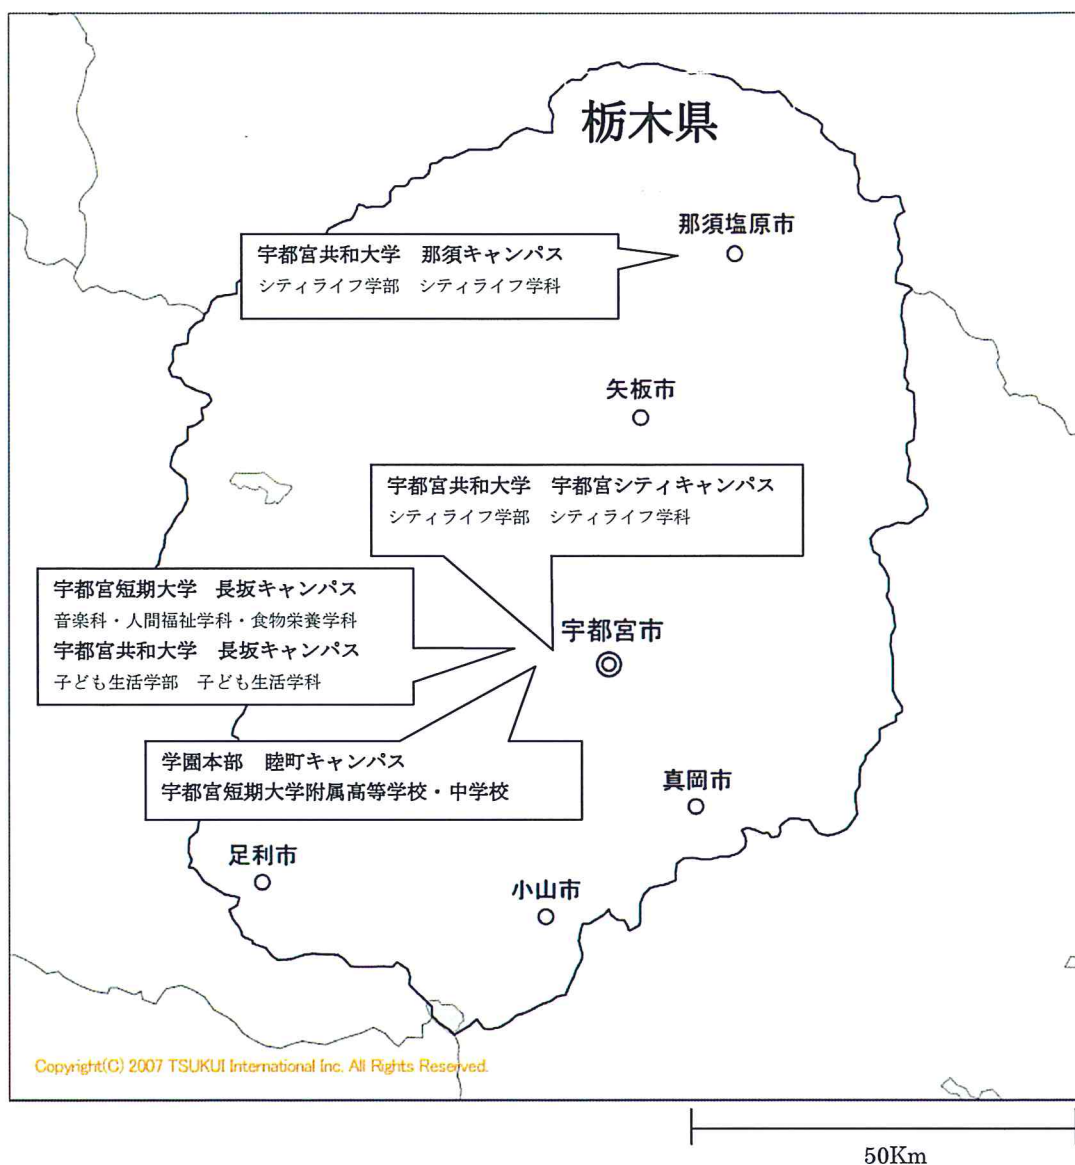 栃木県
那須塩原市
宇都宮共和大学　那須キャンパス
シティライフ学部　シティライフ学科
矢板市
宇都宮共和大学　宇都宮シティキャンパス
シティライフ学部　シティライフ学科
宇都宮短期大学　長坂キャンパス
音楽科・人間福祉学科・食物栄養学科
宇都宮共和大学　長坂キャンパス
子ども生活学部　子ども生活学科
宇都宮市
学園本部　睦町キャンパス
宇都宮短期大学附属高等学校・中学校
真岡市
足利市
小山市
Copyright(C) 2007 TSUKUI International Inc. All Rights Reserved.
50Km